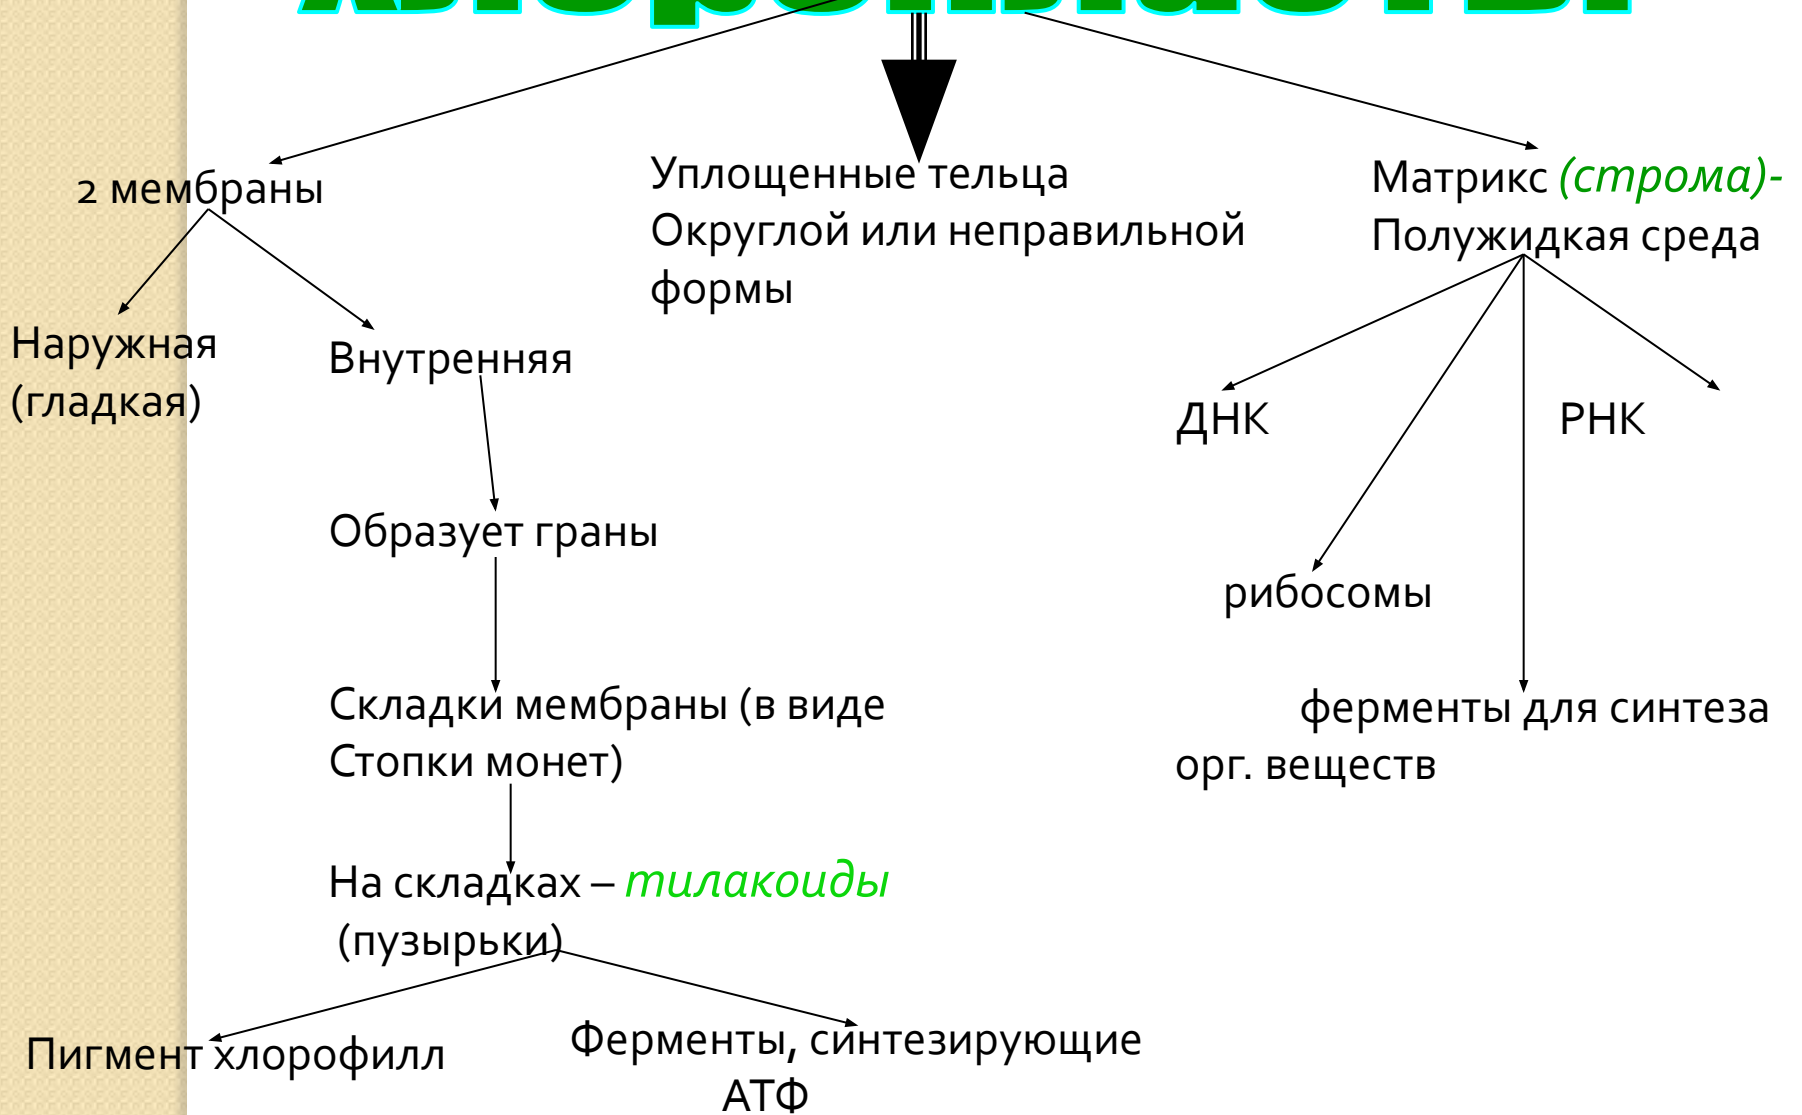 Хлоропласты
2 мембраны
Наружная
(гладкая)
Внутренняя
Образует граны
Складки мембраны (в виде
Стопки монет)
На складках – тилакоиды
(пузырьки)
Пигмент хлорофилл
Ферменты, синтезирующие
АТФ
Уплощенные тельца
Округлой или неправильной
формы
Матрикс (строма)-
Полужидкая среда
ДНК
РНК
рибосомы
ферменты для синтеза
орг. веществ